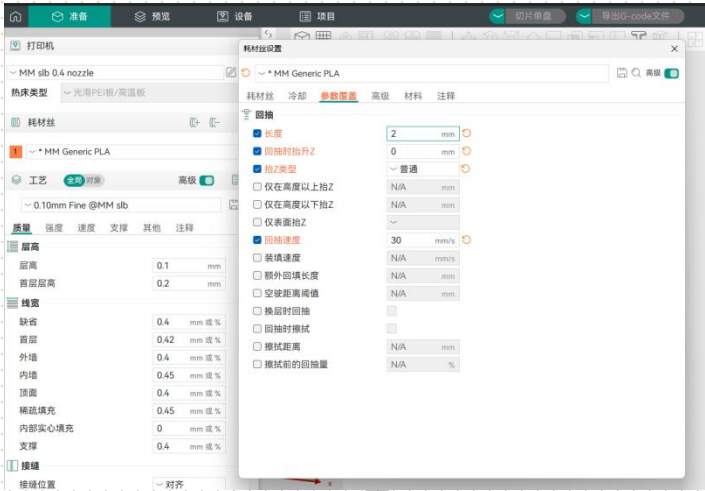 准备
预览
设备
项目
切片单盘
导出G-code文件
打印机
MM slb 0.4 nozzle
热床类型
光滑PEI板/高温板
耗材丝
1
* MM Generic PLA
工艺
全局
对象
高级
0.10mm Fine @MM slb
质量 强度 速度 支撑 其他 注释
层高
层高 0.1 mm
首层层高 0.2 mm
线宽
缺省 0.4 mm 或 %
首层 0.42 mm 或 %
外墙 0.4 mm 或 %
内墙 0.45 mm 或 %
顶面 0.4 mm 或 %
稀疏填充 0.45 mm 或 %
内部实心填充 0 mm 或 %
支撑 0.4 mm 或 %
接缝
接缝位置 对齐
耗材丝设置
* MM Generic PLA
高级
耗材丝 冷却 参数覆盖 高级 材料 注释
回抽
长度 2 mm
回抽时抬升Z 0 mm
抬Z类型 普通
仅在高度以上抬Z N/A mm
仅在高度以下抬Z N/A mm
仅表面抬Z
回抽速度 30 mm/s
装填速度 N/A mm/s
额外回填长度 N/A mm
空驶距离阈值 N/A mm
换层时回抽
回抽时擦拭
擦拭距离 N/A mm
擦拭前的回抽量 N/A %
x